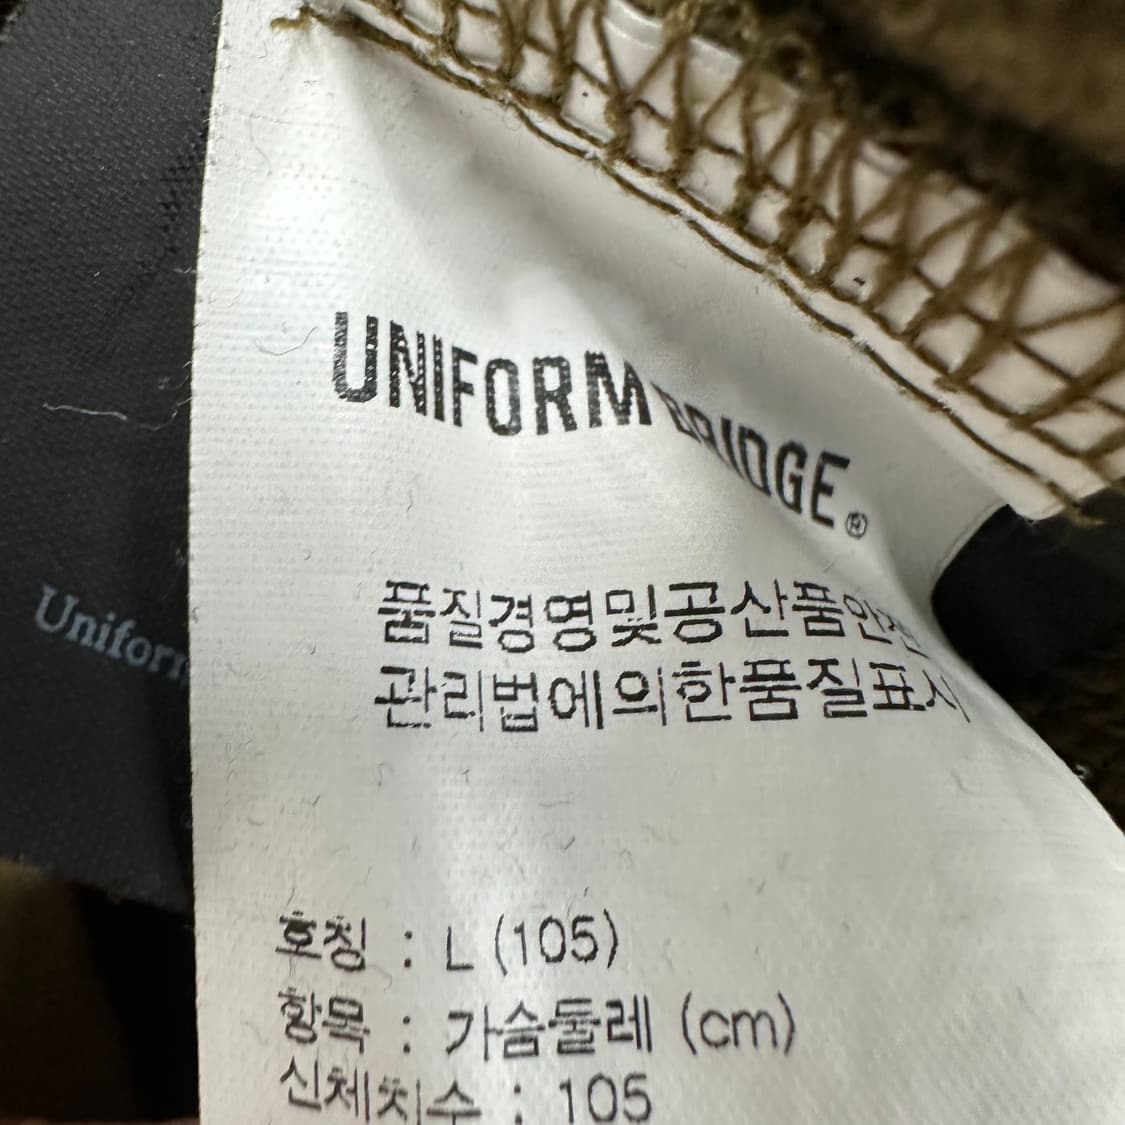 UNIFORM BRIDGE®
Uniform
품질경영및공산품안전
관리법에의한품질표시
호칭 : L (105)
항목 : 가슴둘레 (cm)
신체치수 : 105